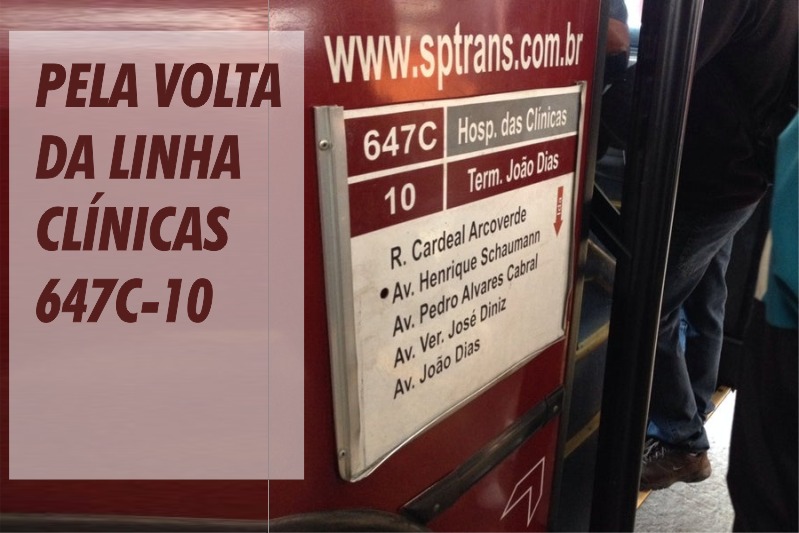 PELA VOLTA
DA LINHA
CLÍNICAS
647C-10
www.sptrans.com.br
647C Hosp. das Clínicas
10 Term. João Dias
R. Cardeal Arcoverde
Av. Henrique Schaumann
Av. Pedro Alvares Cabral
Av. Ver. José Diniz
Av. João Dias